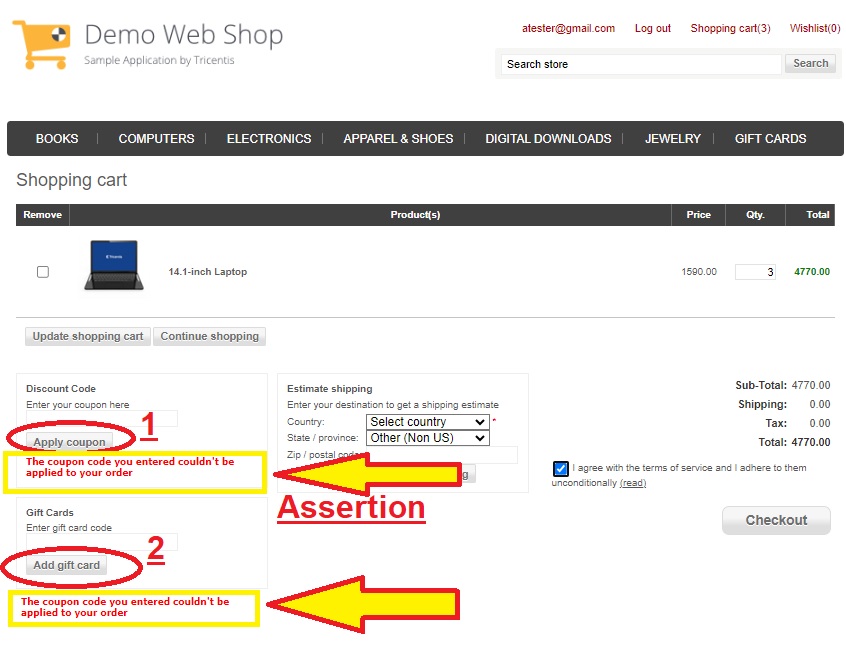 Demo Web Shop
Sample Application by Tricentis
atester@gmail.com Log out Shopping cart(3) Wishlist(0)
Search store Search
BOOKS COMPUTERS ELECTRONICS APPAREL & SHOES DIGITAL DOWNLOADS JEWELRY GIFT CARDS
Shopping cart
Remove Product(s) Price Qty. Total
Tricentis
14.1-inch Laptop 1590.00 3 4770.00
Update shopping cart Continue shopping
Discount Code
Enter your coupon here
1
Apply coupon
The coupon code you entered couldn't be
applied to your order
Estimate shipping
Enter your destination to get a shipping estimate
Country: Select country *
State / province: Other (Non US)
Zip / postal code
g
Assertion
Sub-Total: 4770.00
Shipping: 0.00
Tax: 0.00
Total: 4770.00
I agree with the terms of service and I adhere to them
unconditionally (read)
Checkout
Gift Cards
Enter gift card code
2
Add gift card
The coupon code you entered couldn't be
applied to your order